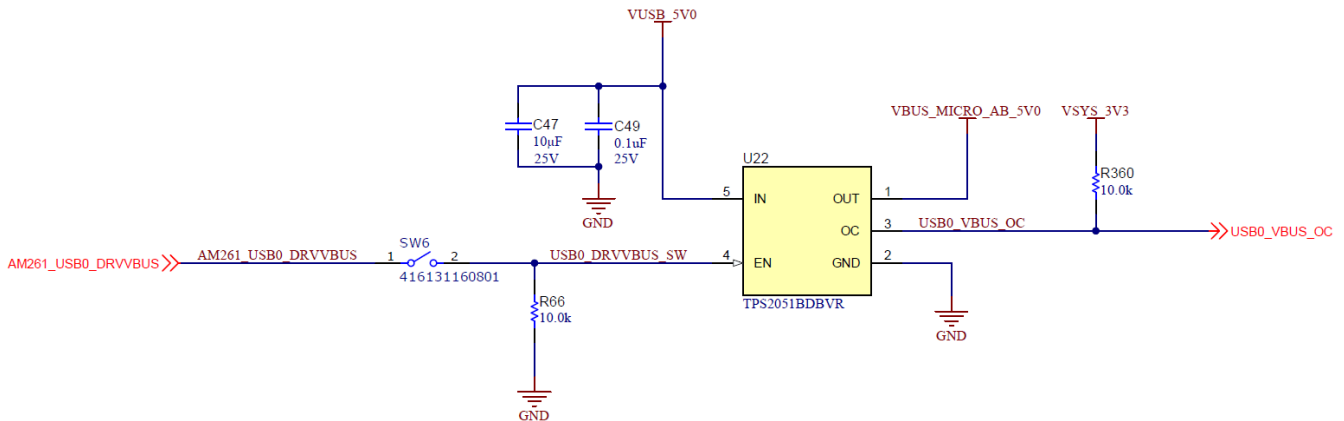 VUSB_5V0
C47
10µF
25V
C49
0.1uF
25V
GND
VBUS_MICRO_AB_5V0
VSYS_3V3
R360
10.0k
U22
5
IN
OUT
1
OC
3
USB0_VBUS_OC
USB0_VBUS_OC
4
EN
GND
2
TPS2051BDBVR
GND
AM261_USB0_DRVVBUS
AM261_USB0_DRVVBUS
SW6
1
2
416131160801
USB0_DRVVBUS_SW
R66
10.0k
GND